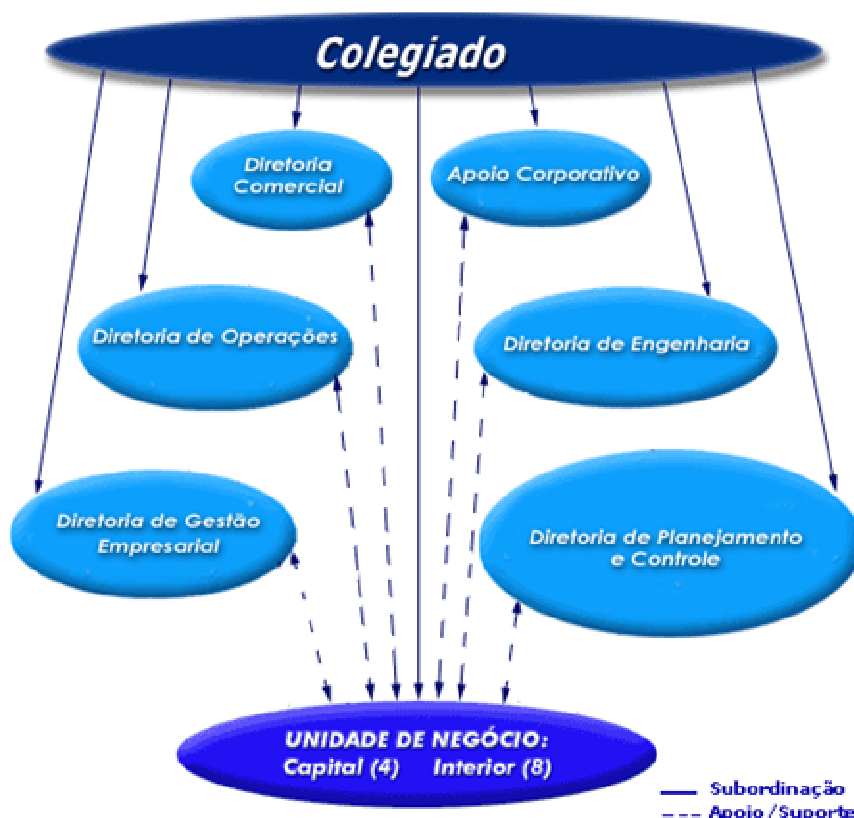 Colegiado
Diretoria
Comercial
Apoio Corporativo
Diretoria de Operações
Diretoria de Engenharia
Diretoria de Gestão
Empresarial
Diretoria de Planejamento
e Controle
UNIDADE DE NEGÓCIO:
Capital (4) Interior (8)
Subordinação
Apoio/Suporte